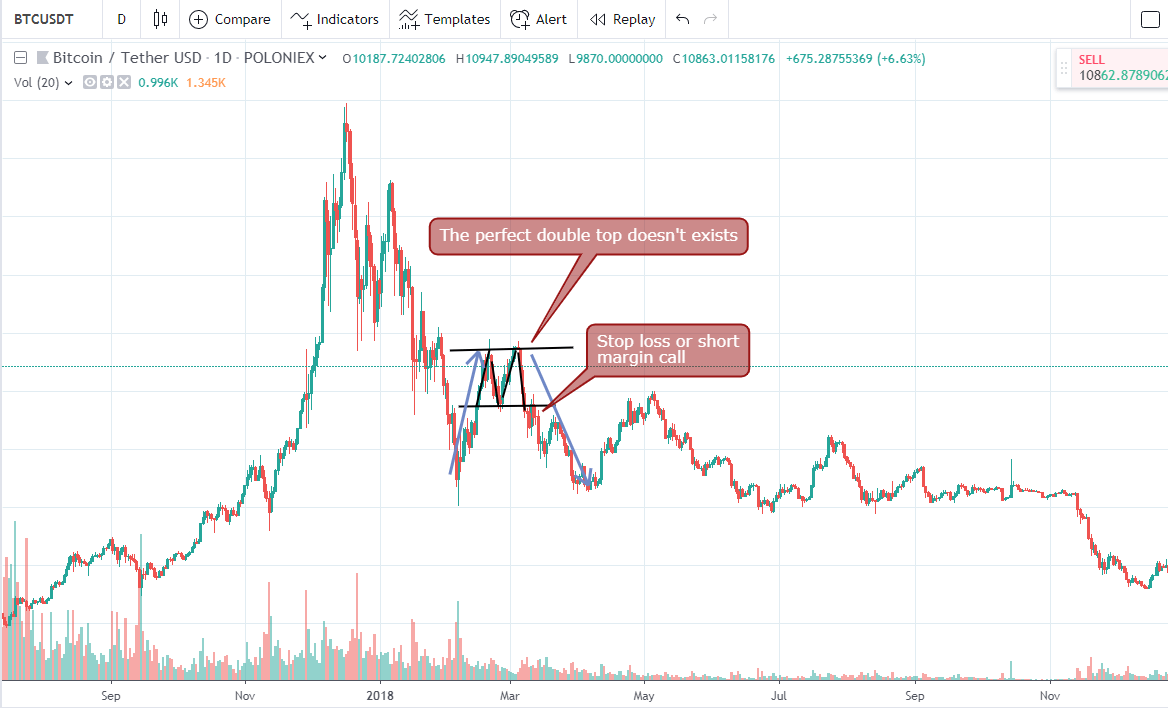 BTCUSDT D Compare Indicators Templates Alert Replay
Bitcoin / Tether USD · 1D · POLONIEX O10187.72402806 H10947.89049589 L9870.00000000 C10863.01158176 +675.28755369 (+6.63%)
SELL
Vol (20) 0.996K 1.345K
10862.8789062
The perfect double top doesn't exists
Stop loss or short
margin call
Sep Nov 2018 Mar May Jul Sep Nov